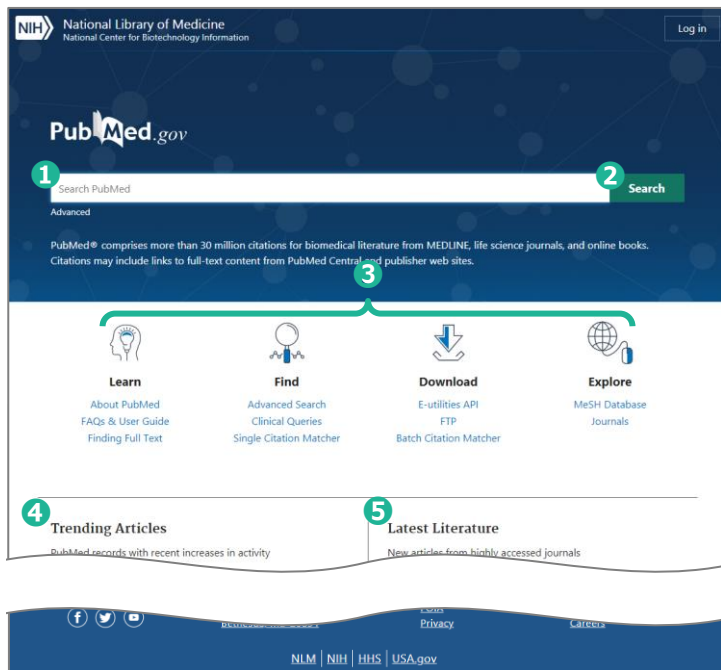 NIH National Library of Medicine
National Center for Biotechnology Information
Log in
PubMed.gov
1
2
Search PubMed
Search
Advanced
PubMed® comprises more than 30 million citations for biomedical literature from MEDLINE, life science journals, and online books.
Citations may include links to full-text content from PubMed Central and publisher web sites.
3
Learn
About PubMed
FAQs & User Guide
Finding Full Text
Find
Advanced Search
Clinical Queries
Single Citation Matcher
Download
E-utilities API
FTP
Batch Citation Matcher
Explore
MeSH Database
Journals
4
Trending Articles
PubMed records with recent increases in activity
5
Latest Literature
New articles from highly accessed journals
FOIA
Privacy
Careers
NLM | NIH | HHS | USA.gov